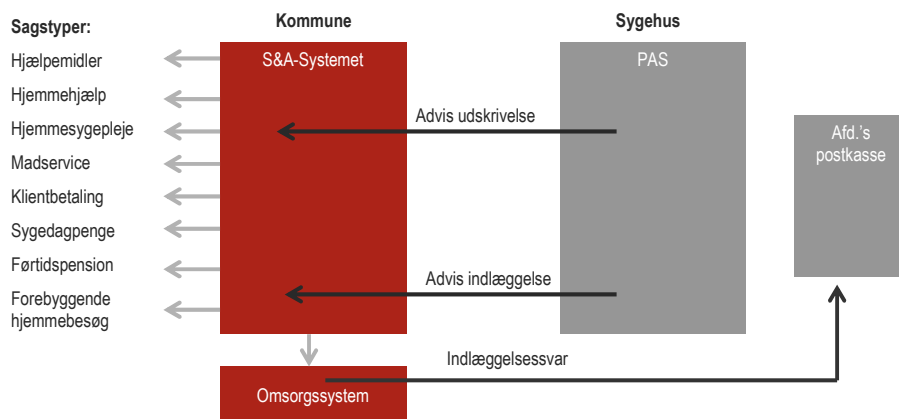 Sagstyper:
Kommune
Sygehus
Hjælpemidler
Hjemmehjælp
Hjemmesygepleje
Madservice
Klientbetaling
Sygedagpenge
Førtidspension
Forebyggende
hjemmebesøg
S&A-Systemet
PAS
Advis udskrivelse
Afd.'s
postkasse
Advis indlæggelse
Indlæggelsessvar
Omsorgssystem